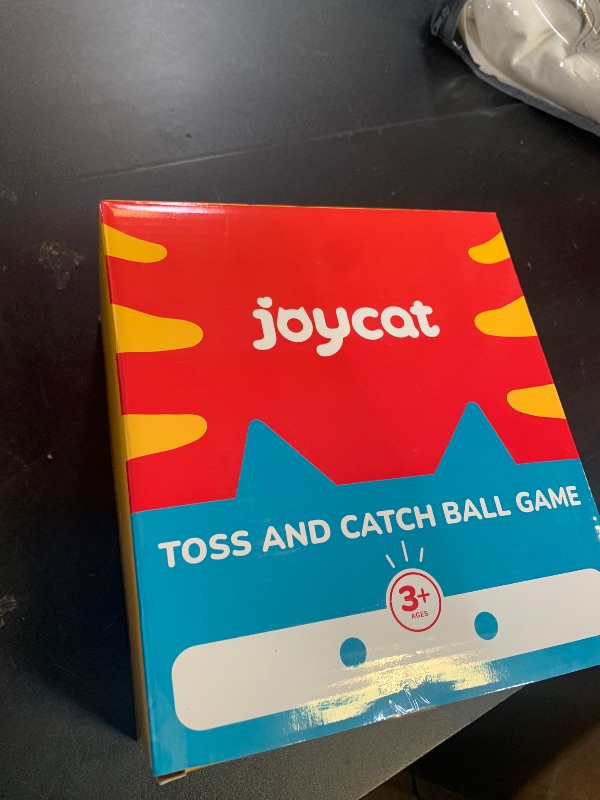 joycat
TOSS AND CATCH BALL GAME
3+
AGES